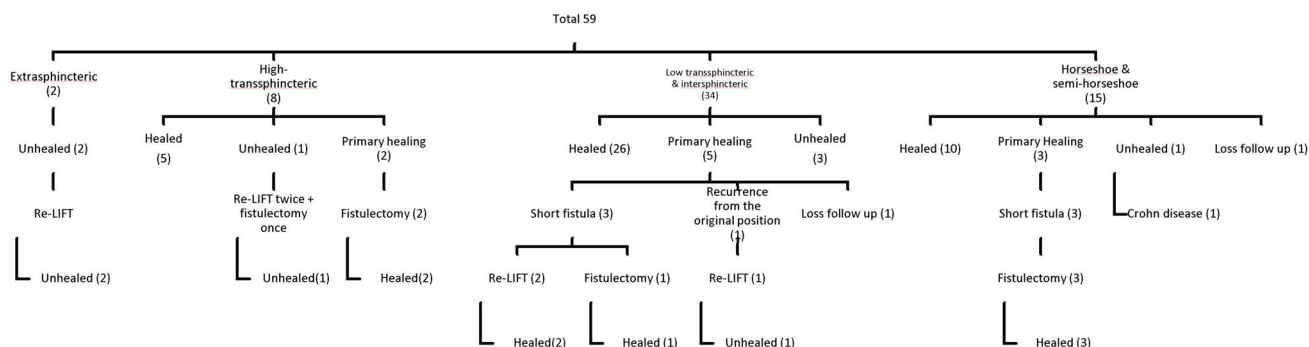 Total 59
Extrasphincteric
(2)
High-
transsphincteric
(8)
Low transsphincteric
& intersphincteric
(34)
Horseshoe &
semi-horseshoe
(15)
Unhealed (2)
Healed
(5)
Unhealed (1)
Primary healing
(2)
Healed (26)
Primary healing
(5)
Unhealed
(3)
Healed (10)
Primary Healing
(3)
Unhealed (1)
Loss follow up (1)
Re-LIFT
Re-LIFT twice +
fistulectomy
once
Fistulectomy (2)
Short fistula (3)
Recurrence
from the
original position
(1)
Loss follow up (1)
Short fistula (3)
Crohn disease (1)
Unhealed (2)
Unhealed(1)
Healed(2)
Re-LIFT (2)
Fistulectomy (1)
Re-LIFT (1)
Fistulectomy (3)
Healed(2)
Healed (1)
Unhealed (1)
Healed (3)